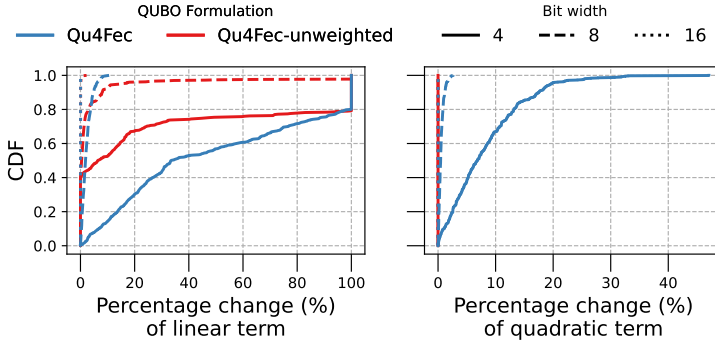 QUBO Formulation
Bit width
Qu4Fec
Qu4Fec-unweighted
4
8
16
CDF
1.0
0.8
0.6
0.4
0.2
0.0
0
20
40
60
80
100
Percentage change (%)
of linear term
0
10
20
30
40
Percentage change (%)
of quadratic term